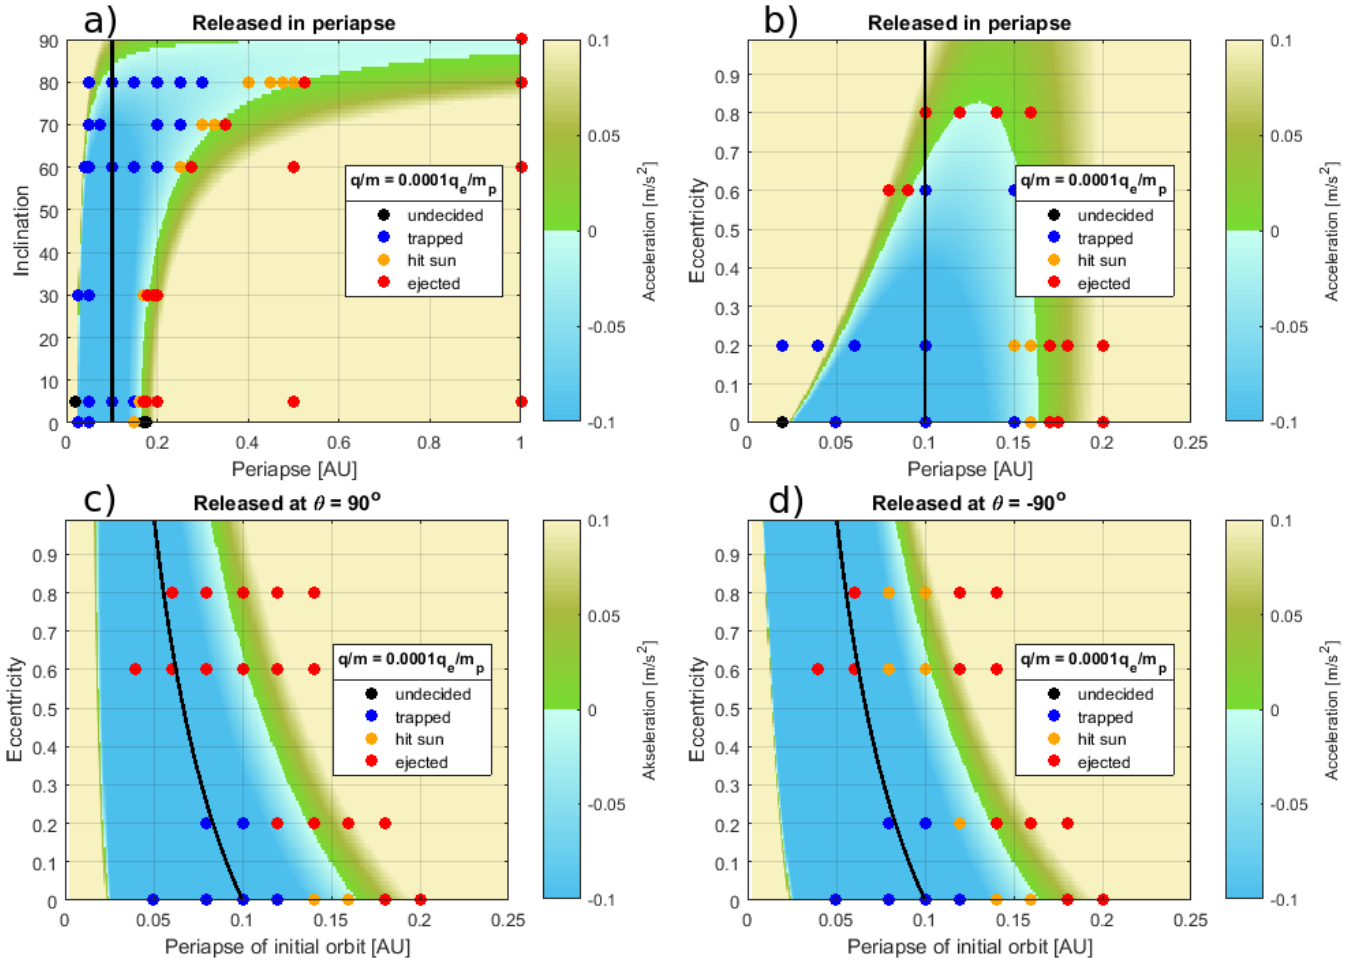 a)
Released in periapse
90
80
70
60
50
40
30
20
10
0
Inclination
0
0.2
0.4
0.6
0.8
1
Periapse [AU]
q/m = 0.0001q_e/m_p
undecided
trapped
hit sun
ejected
0.1
0.05
0
-0.05
-0.1
Acceleration [m/s²]
b)
Released in periapse
0.9
0.8
0.7
0.6
0.5
0.4
0.3
0.2
0.1
0
Eccentricity
0
0.05
0.1
0.15
0.2
0.25
Periapse [AU]
q/m = 0.0001q_e/m_p
undecided
trapped
hit sun
ejected
0.1
0.05
0
-0.05
-0.1
Acceleration [m/s²]
c)
Released at θ = 90°
0.9
0.8
0.7
0.6
0.5
0.4
0.3
0.2
0.1
0
Eccentricity
0
0.05
0.1
0.15
0.2
0.25
Periapse of initial orbit [AU]
q/m = 0.0001q_e/m_p
undecided
trapped
hit sun
ejected
0.1
0.05
0
-0.05
-0.1
Akseleration [m/s²]
d)
Released at θ = -90°
0.9
0.8
0.7
0.6
0.5
0.4
0.3
0.2
0.1
0
Eccentricity
0
0.05
0.1
0.15
0.2
0.25
Periapse of initial orbit [AU]
q/m = 0.0001q_e/m_p
undecided
trapped
hit sun
ejected
0.1
0.05
0
-0.05
-0.1
Acceleration [m/s²]